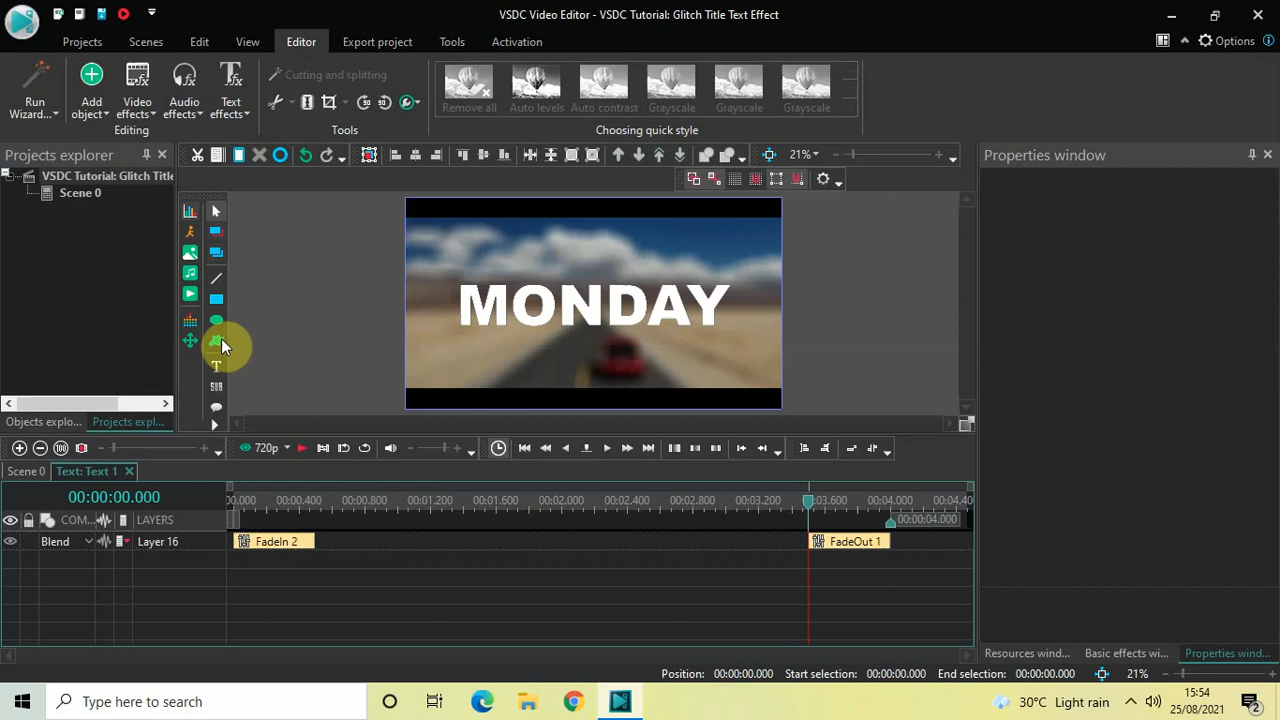 VSDC Video Editor - VSDC Tutorial: Glitch Title Text Effect
Projects
Scenes
Edit
View
Editor
Export project
Tools
Activation
Options
Run
Wizard...
Add
object
Video
effects
Audio
effects
Text
effects
Editing
Cutting and splitting
Tools
Remove all
Auto levels
Auto contrast
Grayscale
Grayscale
Grayscale
Choosing quick style
Projects explorer
VSDC Tutorial: Glitch Title
Scene 0
21%
Properties window
MONDAY
T
SUB
Objects explo...
Projects expl...
720p
Scene 0
Text: Text 1
00:00:00.000
0.000
00:00.400
00:00.800
00:01.200
00:01.600
00:02.000
00:02.400
00:02.800
00:03.200
03.600
00:04.000
00:04.40
00:00:04.000
COM...
LAYERS
Blend
Layer 16
FadeIn 2
FadeOut 1
Resources wind...
Basic effects wi...
Properties wind...
Position: 00:00:00.000
Start selection: 00:00:00.000
End selection: 00:00:00.000
21%
Type here to search
30°C Light rain
15:54
25/08/2021
2